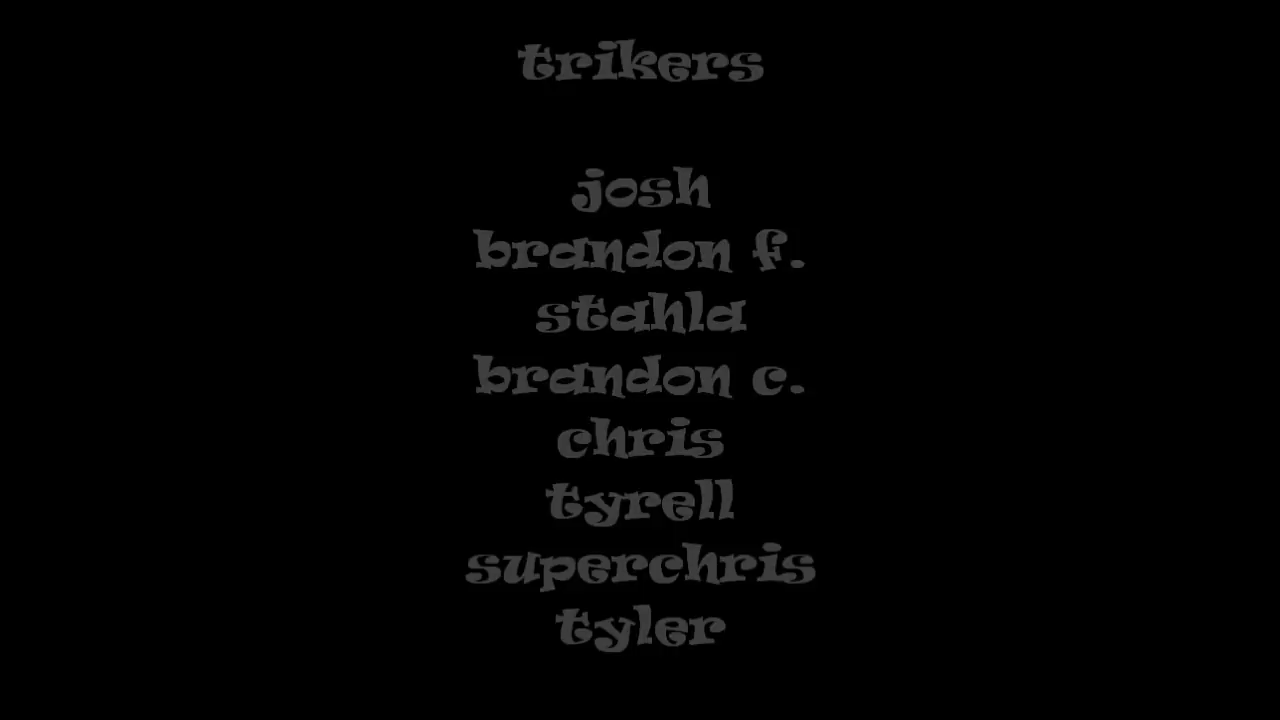 trikers
josh
brandon f.
stahla
brandon c.
chris
tyrell
superchris
tyler